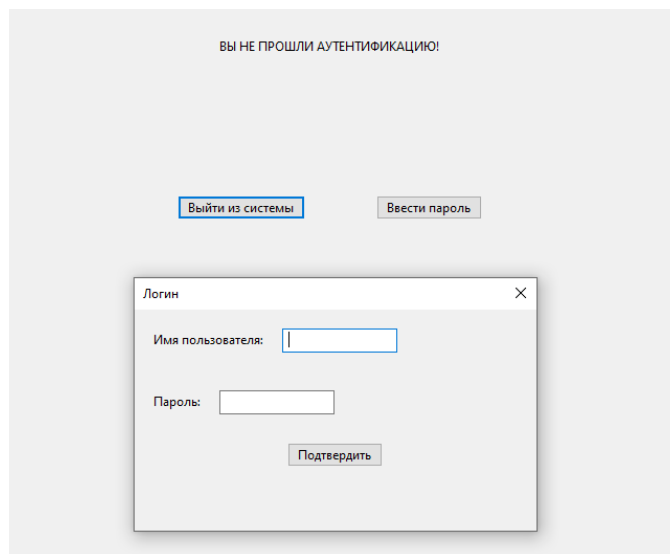 ВЫ НЕ ПРОШЛИ АУТЕНТИФИКАЦИЮ!
Выйти из системы
Ввести пароль
Логин
Имя пользователя:
Пароль:
Подтвердить